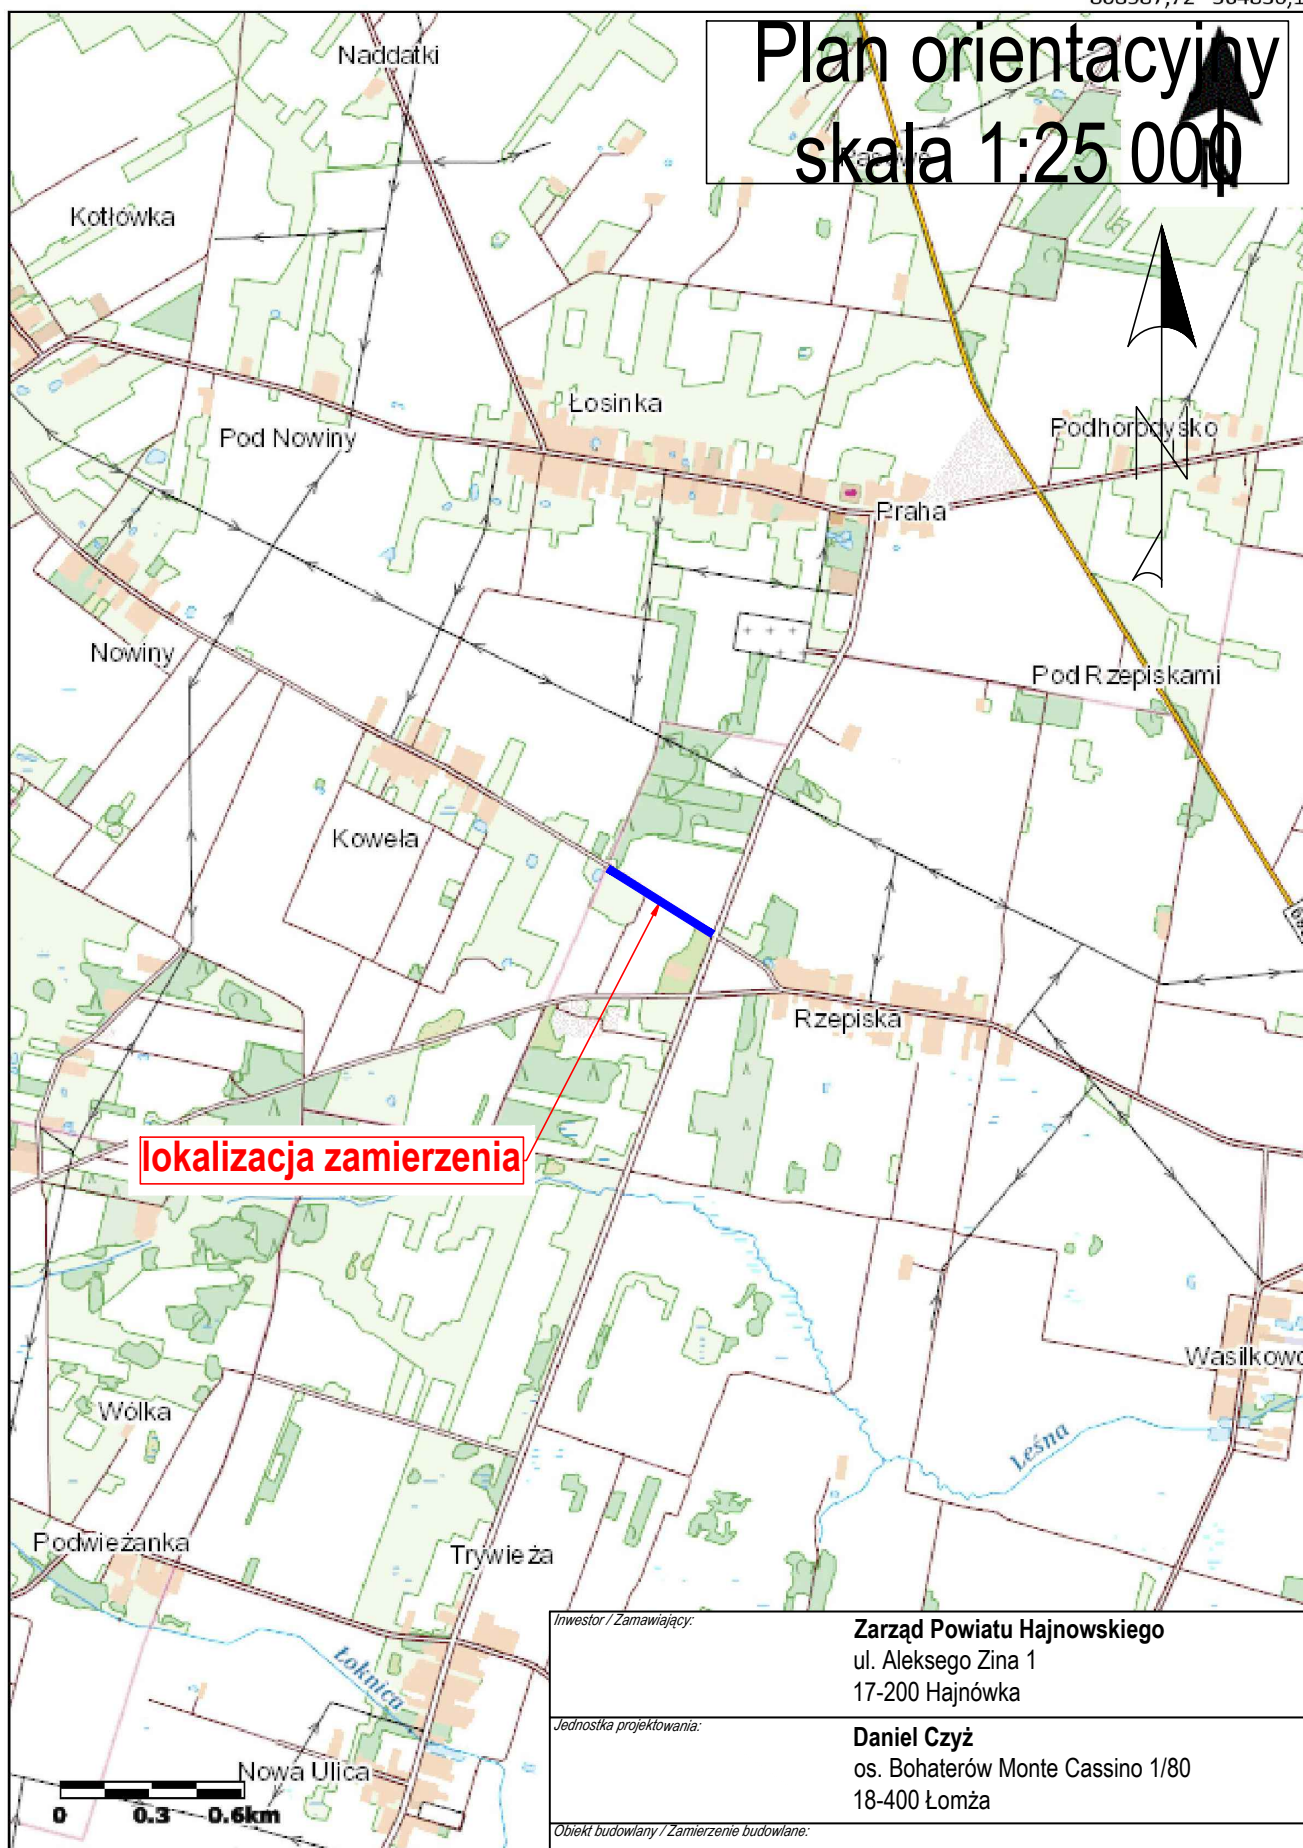 Plan orientacyjny
skala 1:25 000
N
Naddatki
Kotłówka
Łosinka
Pod Nowiny
Podhorodysko
Praha
Nowiny
Pod Rzepiskami
Koweła
Rzepiska
lokalizacja zamierzenia
Wólka
Leśna
Podwieżanka
Trywieża
Łoknica
Nowa Ulica
0 0.3 0.6km
Inwestor / Zamawiający:
Zarząd Powiatu Hajnowskiego
ul. Aleksego Zina 1
17-200 Hajnówka
Jednostka projektowania:
Daniel Czyż
os. Bohaterów Monte Cassino 1/80
18-400 Łomża
Obiekt budowlany / Zamierzenie budowlane: